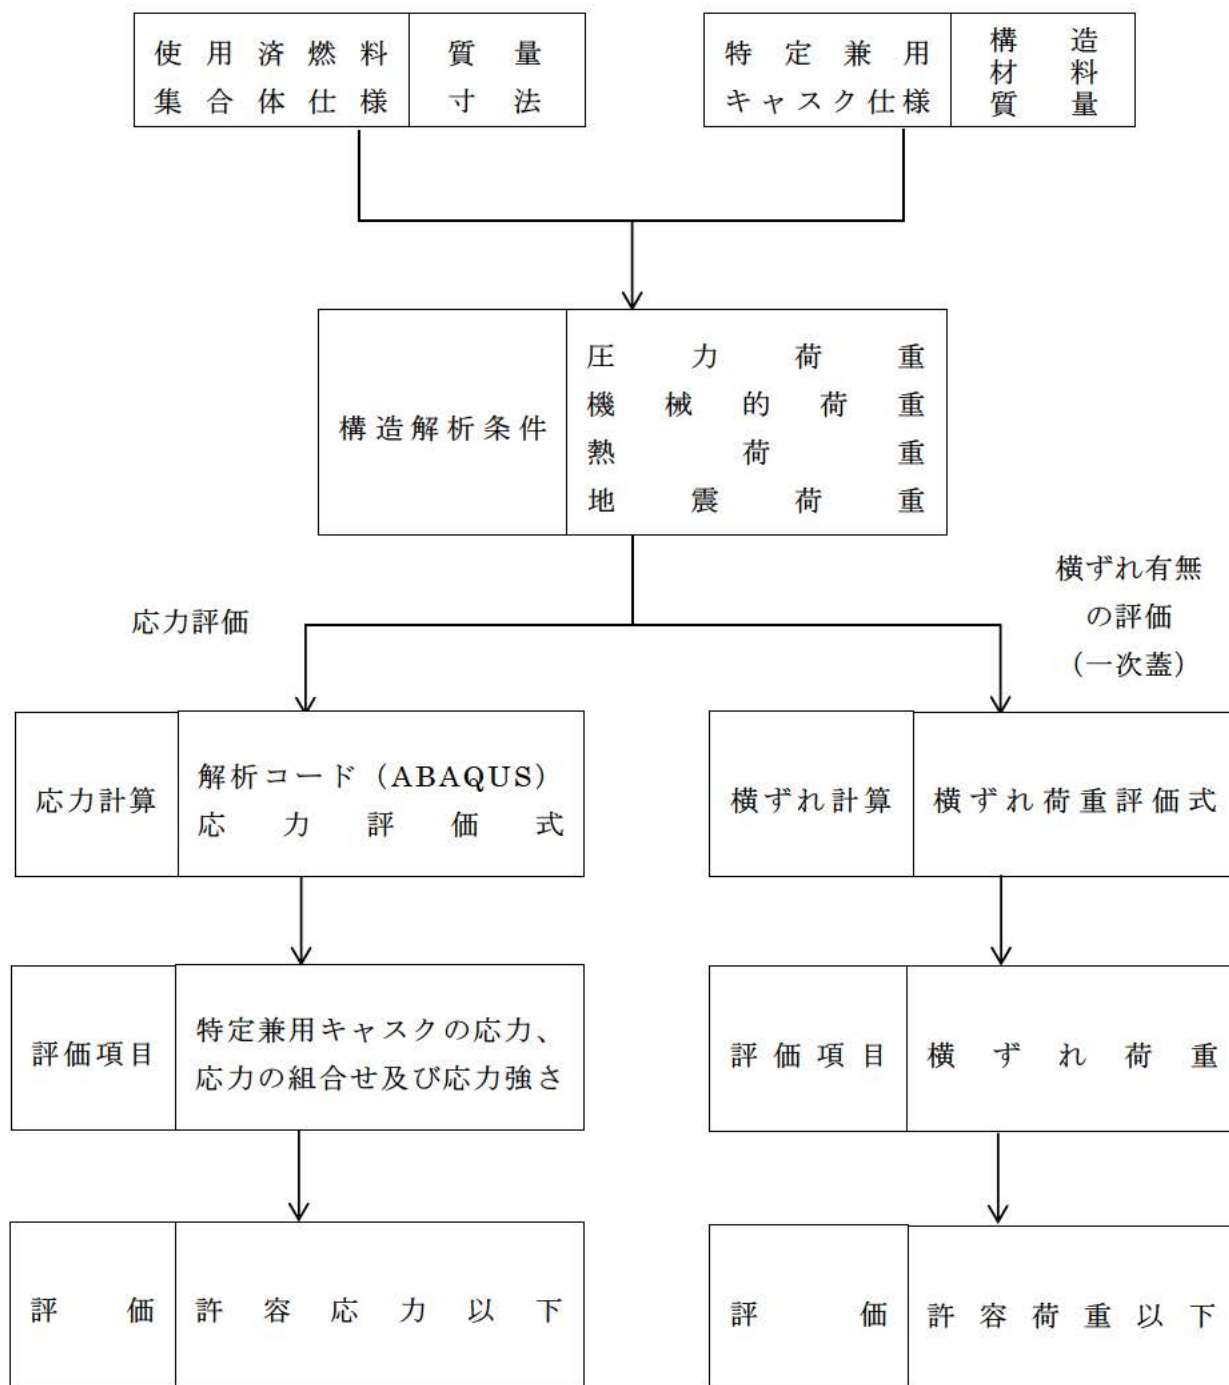 使用済燃料
集合体仕様
質量
寸法
特定兼用
キャスク仕様
構造
材料
質量
構造解析条件
圧力荷重
機械的荷重
熱荷重
地震荷重
応力評価
横ずれ有無
の評価
（一次蓋）
応力計算
解析コード（ABAQUS）
応力評価式
横ずれ計算
横ずれ荷重評価式
評価項目
特定兼用キャスクの応力、
応力の組合せ及び応力強さ
評価項目
横ずれ荷重
評価
許容応力以下
評価
許容荷重以下